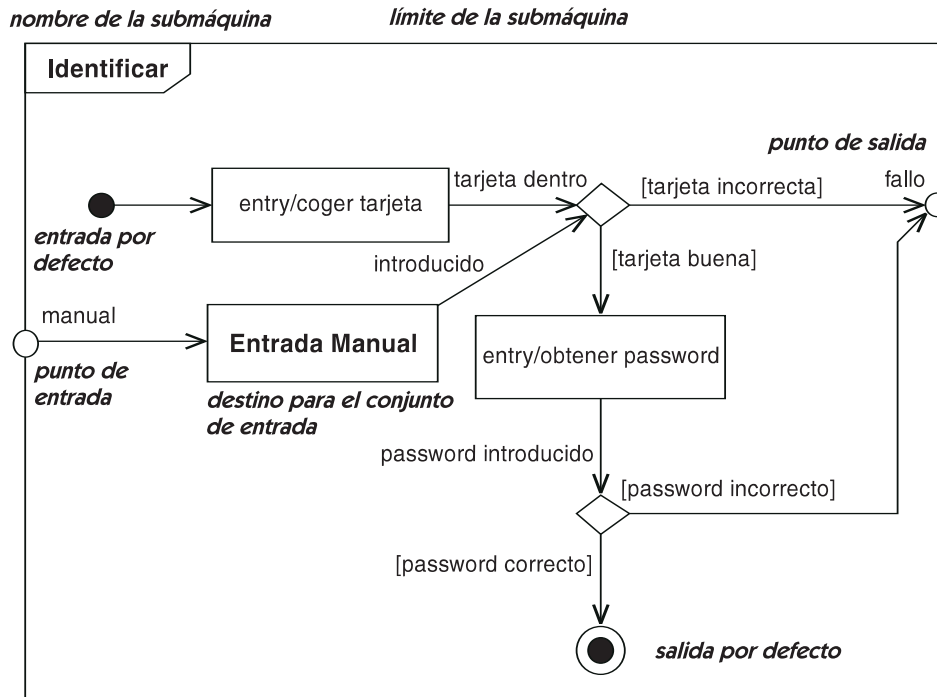 nombre de la submáquina
límite de la submáquina
Identificar
punto de salida
tarjeta dentro
[tarjeta incorrecta]
fallo
entry/coger tarjeta
entrada por
defecto
introducido
[tarjeta buena]
manual
Entrada Manual
entry/obtener password
punto de
entrada
destino para el conjunto
de entrada
password introducido
[password incorrecto]
[password correcto]
salida por defecto